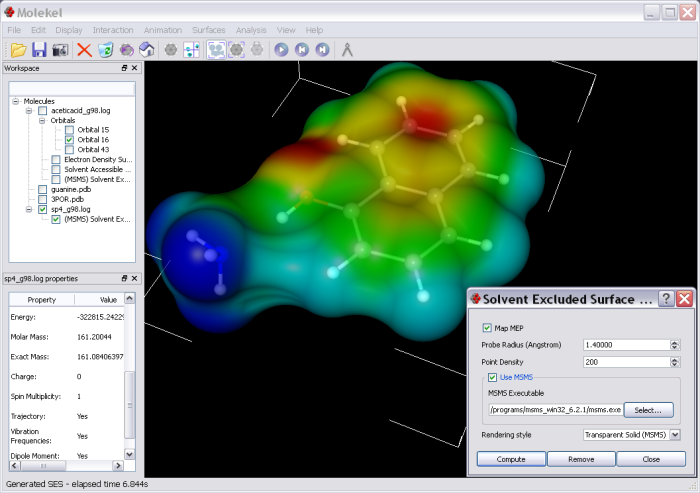 Molekel
File Edit Display Interaction Animation Surfaces Analysis View Help
Workspace
Molecules
aceticacid_g98.log
Orbitals
Orbital 15
Orbital 16
Orbital 43
Electron Density Su...
Solvent Accessible ...
(MSMS) Solvent Ex...
guanine.pdb
3POR.pdb
sp4_g98.log
(MSMS) Solvent Ex...
sp4_g98.log properties
Property Value
Energy: -322815.2422
Molar Mass: 161.20044
Exact Mass: 161.08406397
Charge: 0
Spin Multiplicity: 1
Trajectory: Yes
Vibration
Frequencies: Yes
Dipole Moment: Yes
Generated SES - elapsed time 6.844s
Solvent Excluded Surface ...
Map MEP
Probe Radius (Angstrom) 1.40000
Point Density 200
Use MSMS
MSMS Executable
/programs/msms_win32_6.2.1/msms.exe Select...
Rendering style Transparent Solid (MSMS)
Compute Remove Close